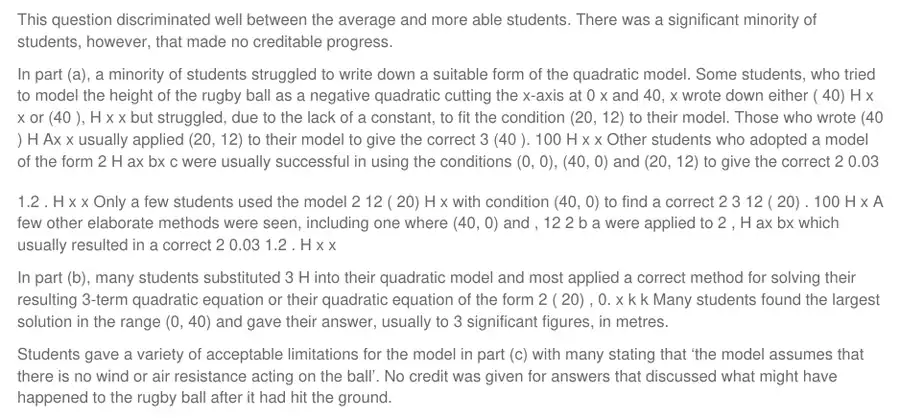 This question discriminated well between the average and more able students. There was a significant minority of
students, however, that made no creditable progress.
In part (a), a minority of students struggled to write down a suitable form of the quadratic model. Some students, who tried
to model the height of the rugby ball as a negative quadratic cutting the x-axis at 0 x and 40, x wrote down either ( 40) H x
x or (40 ), H x x but struggled, due to the lack of a constant, to fit the condition (20, 12) to their model. Those who wrote (40
) H Ax x usually applied (20, 12) to their model to give the correct 3 (40 ). 100 H x x Other students who adopted a model
of the form 2 H ax bx c were usually successful in using the conditions (0, 0), (40, 0) and (20, 12) to give the correct 2 0.03
1.2 . H x x Only a few students used the model 2 12 ( 20) H x with condition (40, 0) to find a correct 2 3 12 ( 20) . 100 H x A
few other elaborate methods were seen, including one where (40, 0) and , 12 2 b a were applied to 2 , H ax bx which
usually resulted in a correct 2 0.03 1.2 . H x x
In part (b), many students substituted 3 H into their quadratic model and most applied a correct method for solving their
resulting 3-term quadratic equation or their quadratic equation of the form 2 ( 20) , 0. x k k Many students found the largest
solution in the range (0, 40) and gave their answer, usually to 3 significant figures, in metres.
Students gave a variety of acceptable limitations for the model in part (c) with many stating that ‘the model assumes that
there is no wind or air resistance acting on the ball’. No credit was given for answers that discussed what might have
happened to the rugby ball after it had hit the ground.